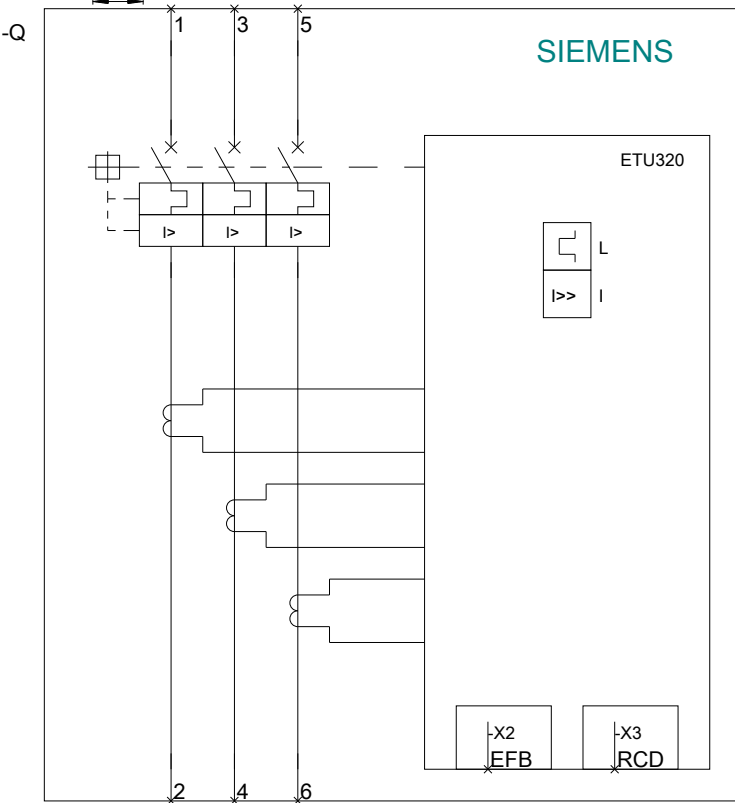 1 3 5
-Q
SIEMENS
ETU320
I> I> I>
L
I>> I
-X2 -X3
EFB RCD
2 4 6